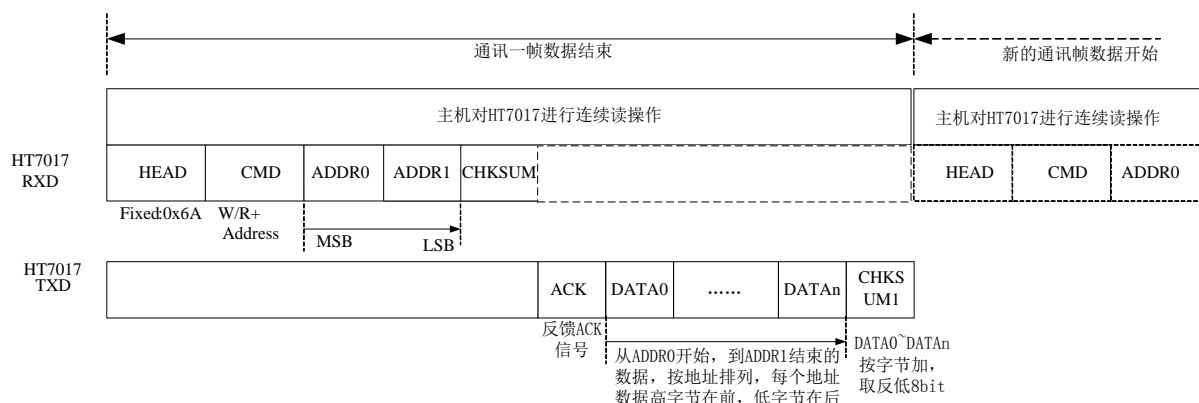 通讯一帧数据结束
新的通讯帧数据开始
主机对HT7017进行连续读操作
主机对HT7017进行连续读操作
HT7017
RXD
HEAD
CMD
ADDR0
ADDR1
CHKSUM
HEAD
CMD
ADDR0
Fixed:0x6A
W/R+
Address
MSB
LSB
HT7017
TXD
ACK
DATA0
……
DATAn
CHKS
UM1
反馈ACK
信号
从ADDR0开始，到ADDR1结束的
数据，按地址排列，每个地址
数据高字节在前，低字节在后
DATA0~DATAn
按字节加，
取反低8bit